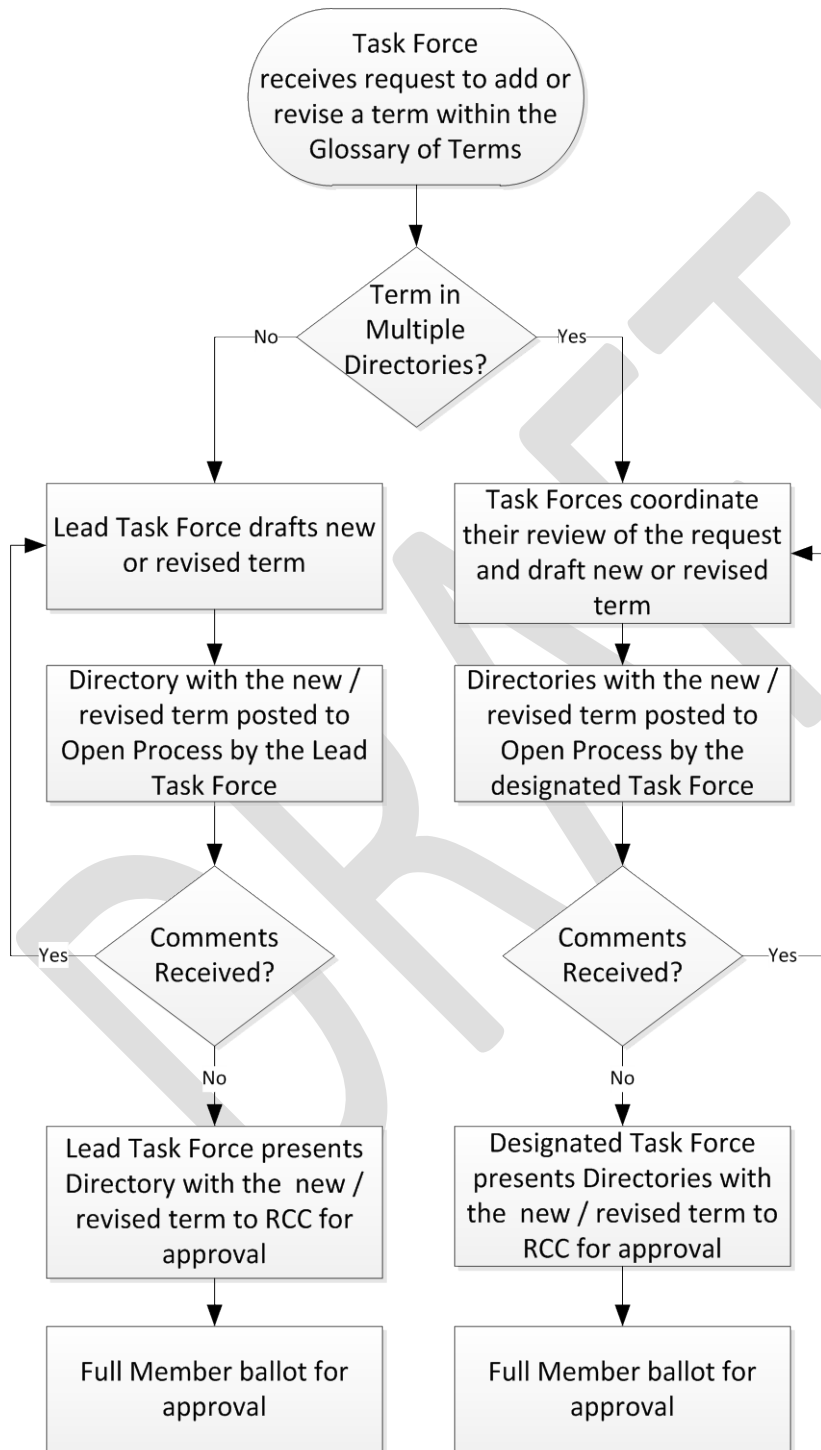 Task Force
receives request to add or
revise a term within the
Glossary of Terms
Term in
Multiple
Directories?
No
Yes
Lead Task Force drafts new
or revised term
Task Forces coordinate
their review of the request
and draft new or revised
term
Directory with the new /
revised term posted to
Open Process by the Lead
Task Force
Directories with the new /
revised term posted to
Open Process by the
designated Task Force
Yes
Comments
Received?
Comments
Received?
Yes
No
No
Lead Task Force presents
Directory with the  new /
revised term to RCC for
approval
Designated Task Force
presents Directories with
the  new / revised term to
RCC for approval
Full Member ballot for
approval
Full Member ballot for
approval
DRAFT